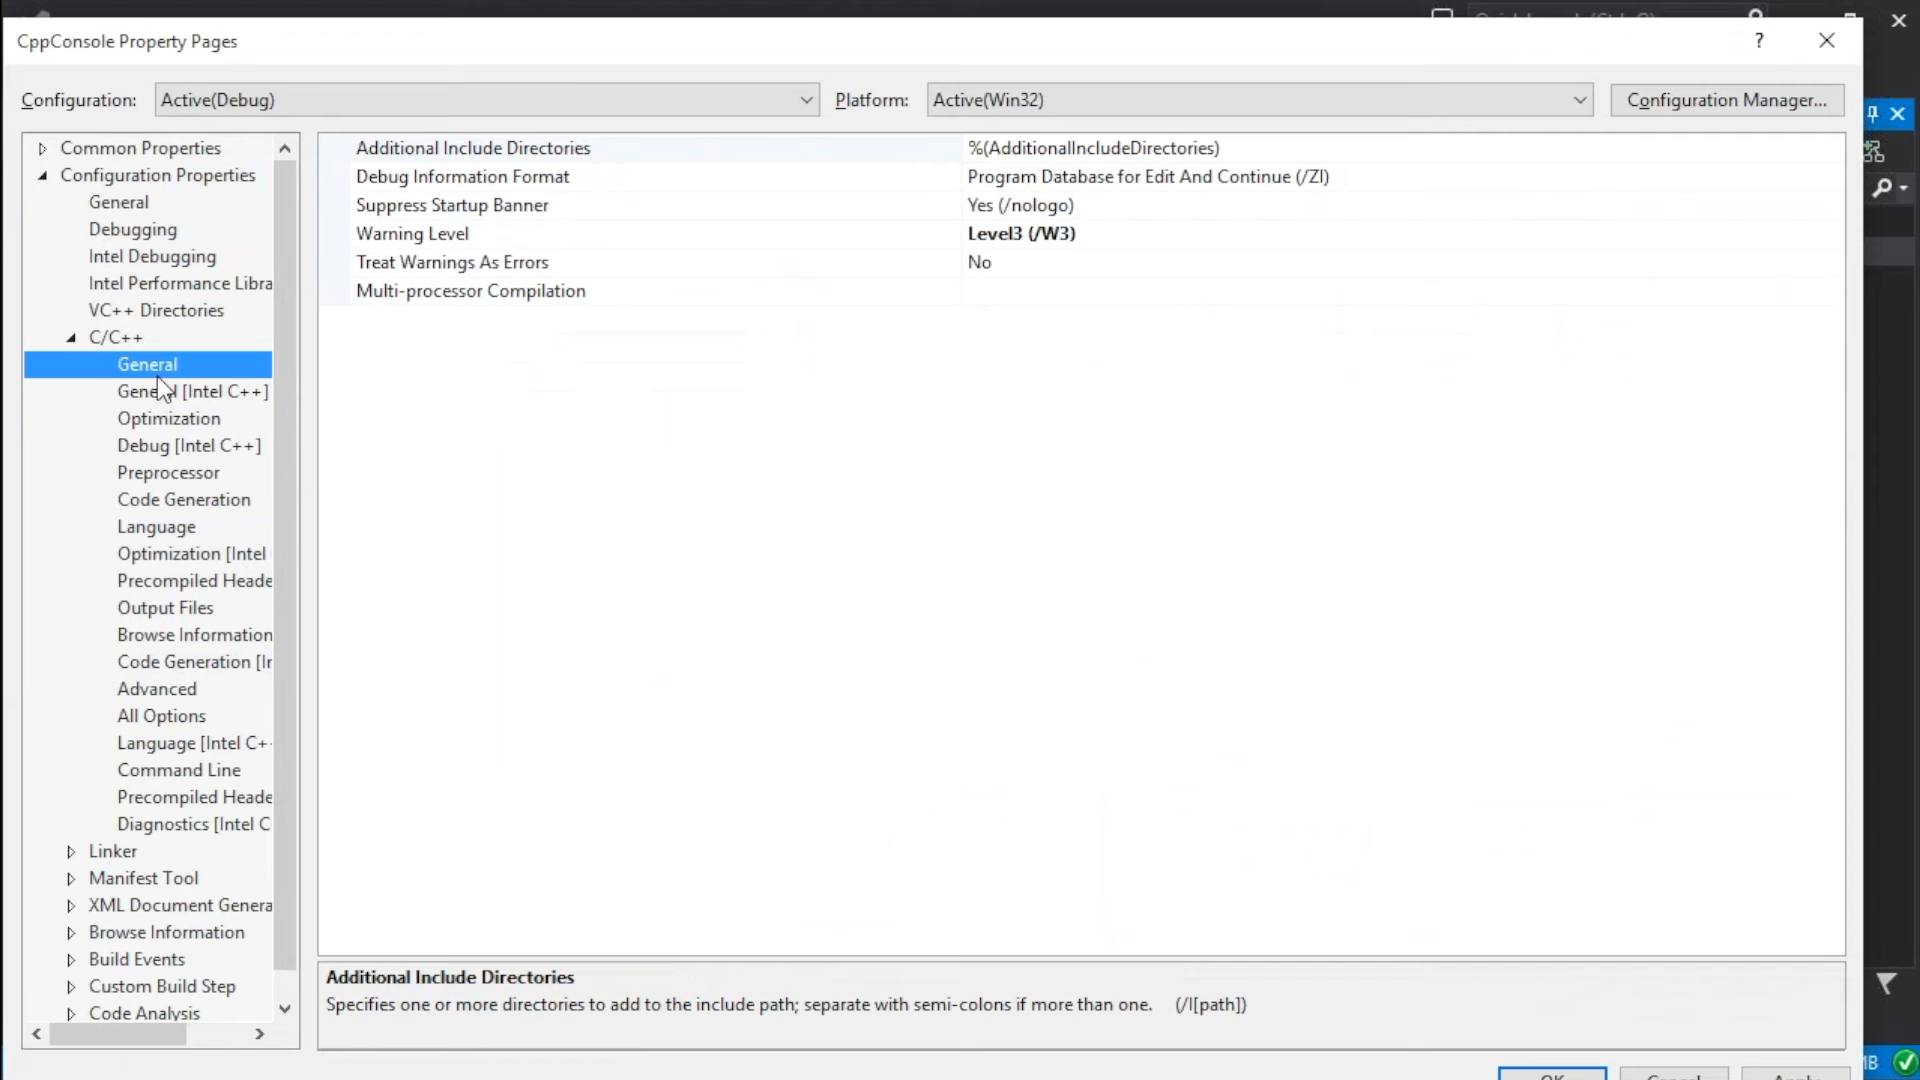 CppConsole Property Pages
?
Configuration: Active(Debug) Platform: Active(Win32) Configuration Manager...
Common Properties
Configuration Properties
General
Debugging
Intel Debugging
Intel Performance Libra
VC++ Directories
C/C++
General
General [Intel C++]
Optimization
Debug [Intel C++]
Preprocessor
Code Generation
Language
Optimization [Intel
Precompiled Heade
Output Files
Browse Information
Code Generation [Ir
Advanced
All Options
Language [Intel C+
Command Line
Precompiled Heade
Diagnostics [Intel C
Linker
Manifest Tool
XML Document Genera
Browse Information
Build Events
Custom Build Step
Code Analysis
Additional Include Directories %(AdditionalIncludeDirectories)
Debug Information Format Program Database for Edit And Continue (/ZI)
Suppress Startup Banner Yes (/nologo)
Warning Level Level3 (/W3)
Treat Warnings As Errors No
Multi-processor Compilation
Additional Include Directories
Specifies one or more directories to add to the include path; separate with semi-colons if more than one. (/I[path])
OK Cancel Apply
MB